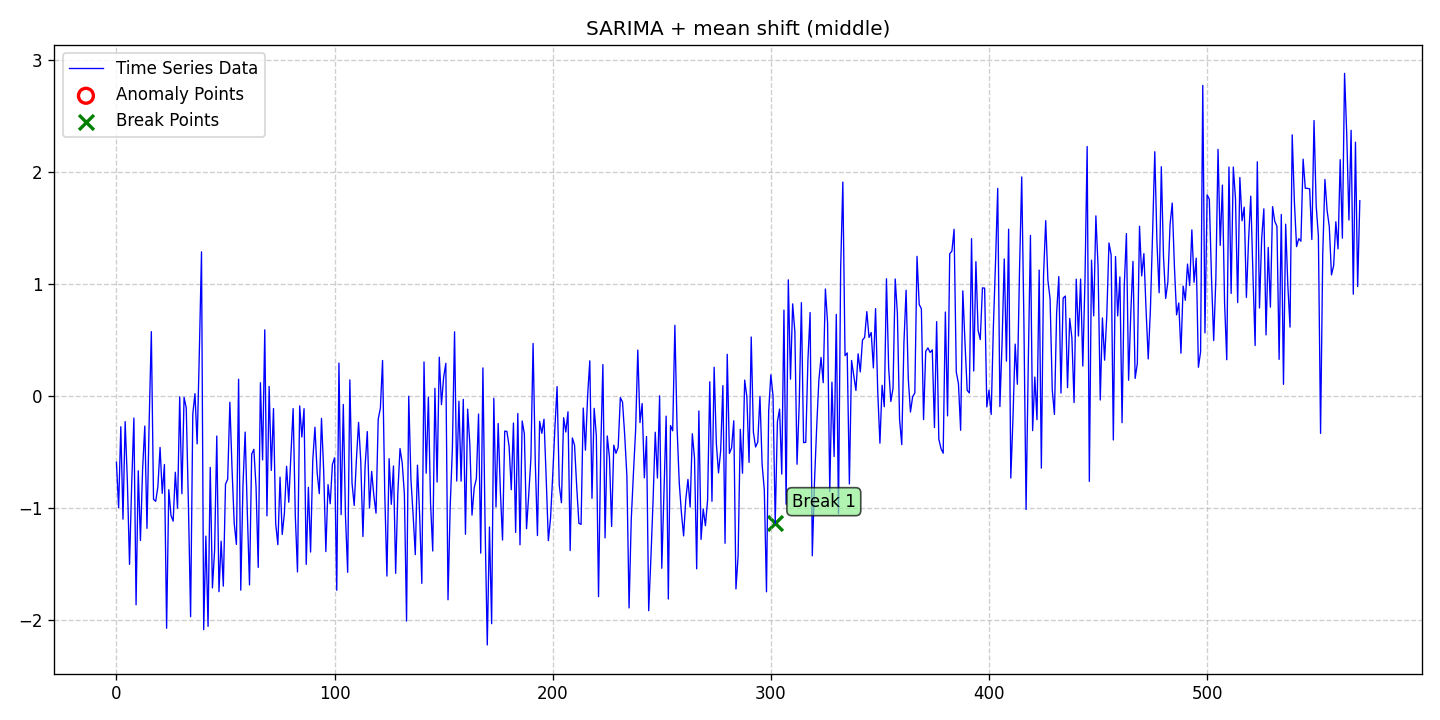 SARIMA + mean shift (middle)
Time Series Data
Anomaly Points
Break Points
3
2
1
0
−1
−2
Break 1
0
100
200
300
400
500